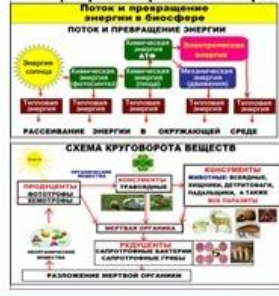 Поток и превращение
энергии в биосфере
ПОТОК И ПРЕВРАЩЕНИЕ ЭНЕРГИИ
Энергия
солнца
Химическая
энергия
АТФ
Электрическая
энергия
Химическая
энергия
(фотосинтез)
Химическая
энергия
(пища)
Механическая
энергия
(движение)
Тепловая
энергия
Тепловая
энергия
Тепловая
энергия
Тепловая
энергия
Тепловая
энергия
РАССЕИВАНИЕ ЭНЕРГИИ В ОКРУЖАЮЩЕЙ СРЕДЕ
СХЕМА КРУГОВОРОТА ВЕЩЕСТВ
ОРГАНИЧЕСКИЕ
ВЕЩЕСТВА
ПРОДУЦЕНТЫ
ФОТОТРОФЫ
ХЕМОТРОФЫ
КОНСУМЕНТЫ
ТРАВОЯДНЫЕ
КОНСУМЕНТЫ
ЖИВОТНЫЕ: ВСЕЯДНЫЕ,
ХИЩНИКИ, ДЕТРИТОФАГИ,
ПАДАЛЬЩИКИ, А ТАКЖЕ
ВСЕ ПАРАЗИТЫ
МЕРТВАЯ ОРГАНИКА
НЕОРГАНИЧЕСКИЕ
ВЕЩЕСТВА
РЕДУЦЕНТЫ
САПРОТРОФНЫЕ БАКТЕРИИ
САПРОТРОФНЫЕ ГРИБЫ
РАЗЛОЖЕНИЕ МЕРТВОЙ ОРГАНИКИ